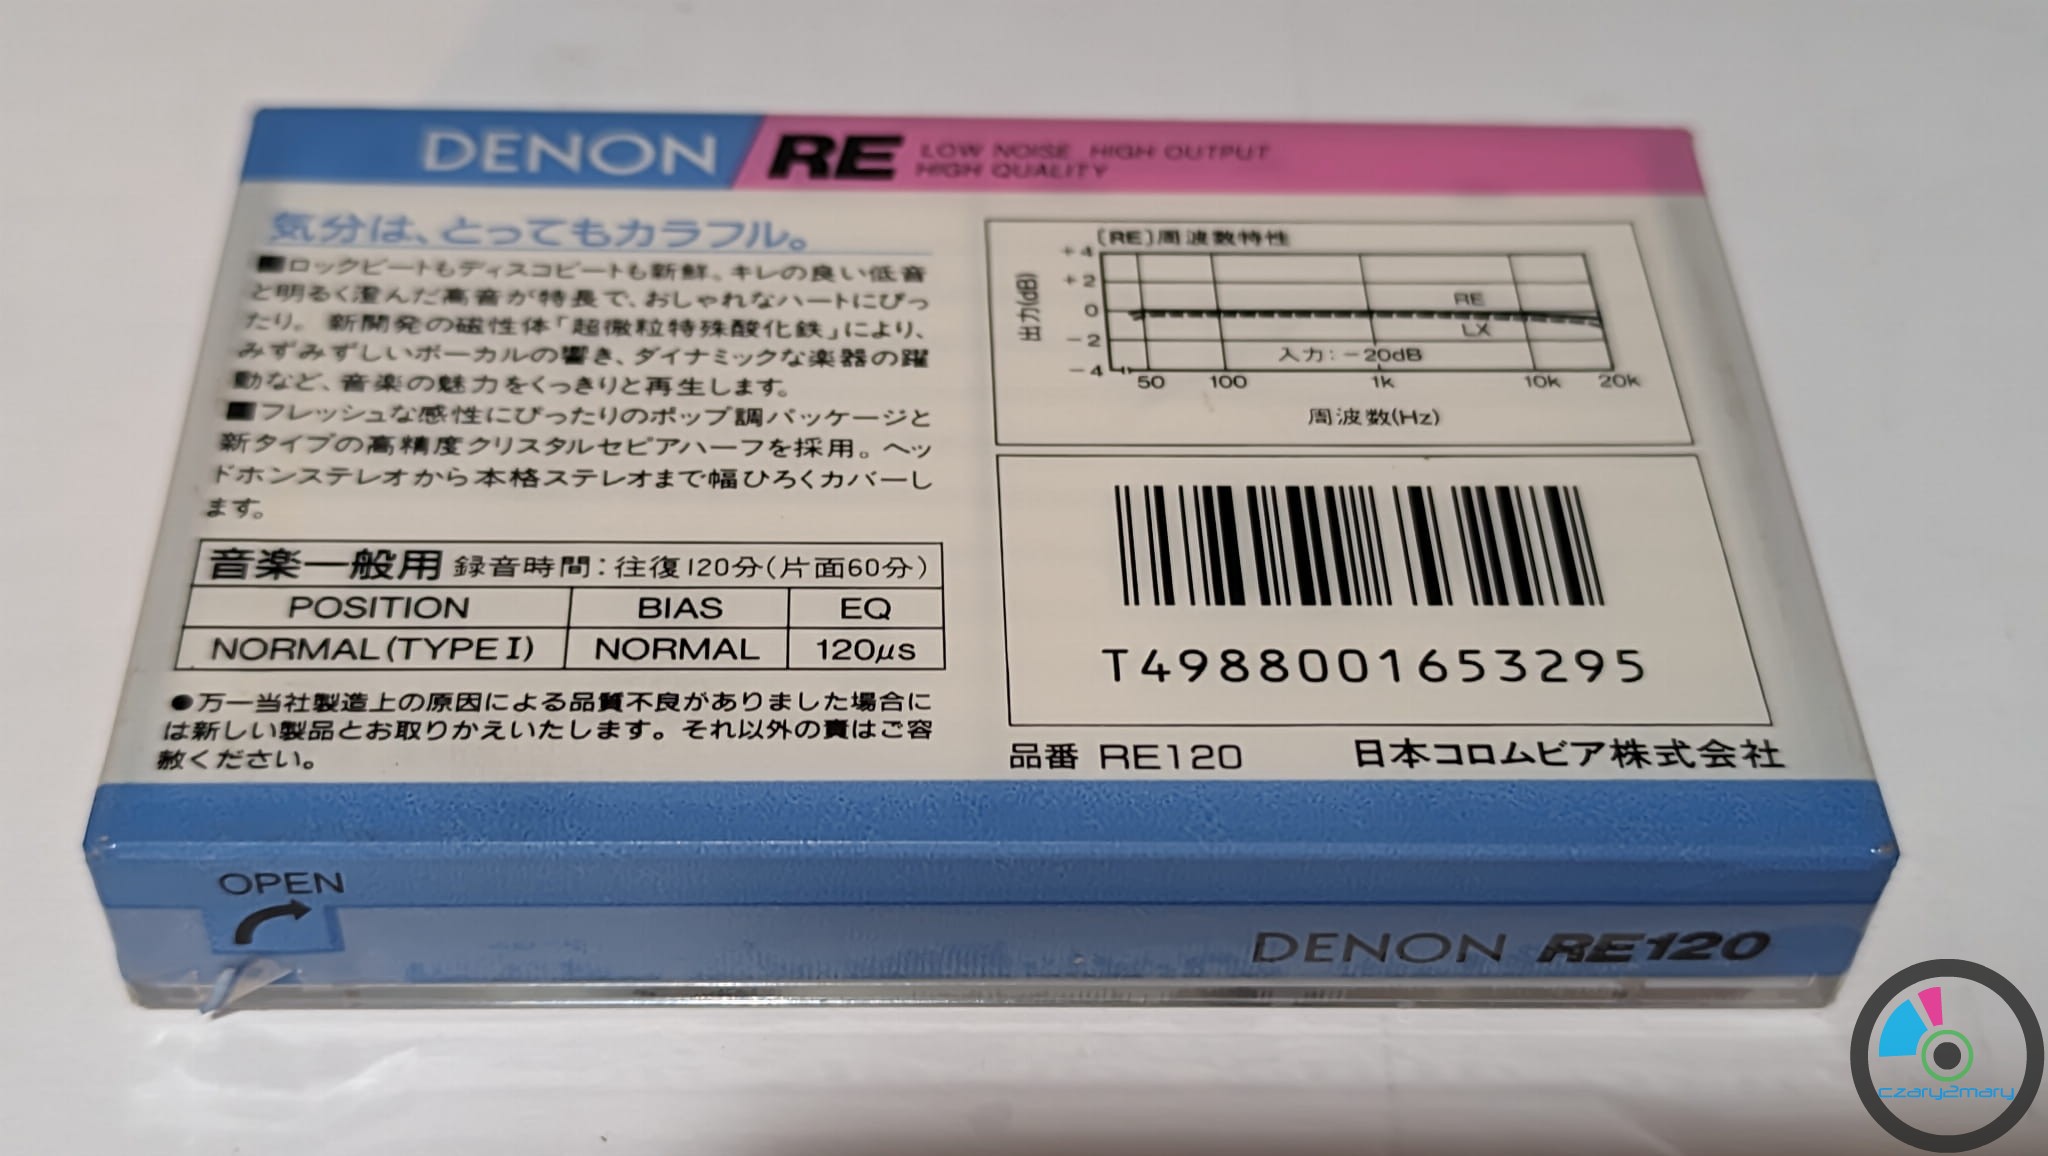 DENON RE LOW NOISE HIGH OUTPUT
HIGH QUALITY
気分は、とってもカラフル。
■ロックビートもディスコビートも新鮮。キレの良い低音
と明るく澄んだ高音が特長で、おしゃれなハートにぴっ
たり。新開発の磁性体「超微粒特殊酸化鉄」により、
みずみずしいボーカルの響き、ダイナミックな楽器の躍
動など、音楽の魅力をくっきりと再生します。
■フレッシュな感性にぴったりのポップ調パッケージと
新タイプの高精度クリスタルセピアハーフを採用。ヘッ
ドホンステレオから本格ステレオまで幅ひろくカバーし
ます。
音楽一般用 録音時間:往復120分(片面60分)
POSITION BIAS EQ
NORMAL(TYPE I) NORMAL 120μs
●万一当社製造上の原因による品質不良がありました場合に
は新しい製品とお取りかえいたします。それ以外の責はご容
赦ください。
〔RE〕周波数特性
出力(dB)
+4
+2
0
-2
-4
RE
LX
入力:-20dB
50 100 1k 10k 20k
周波数(Hz)
T4988001653295
品番 RE120 日本コロムビア株式会社
OPEN
DENON RE120
czary2mary